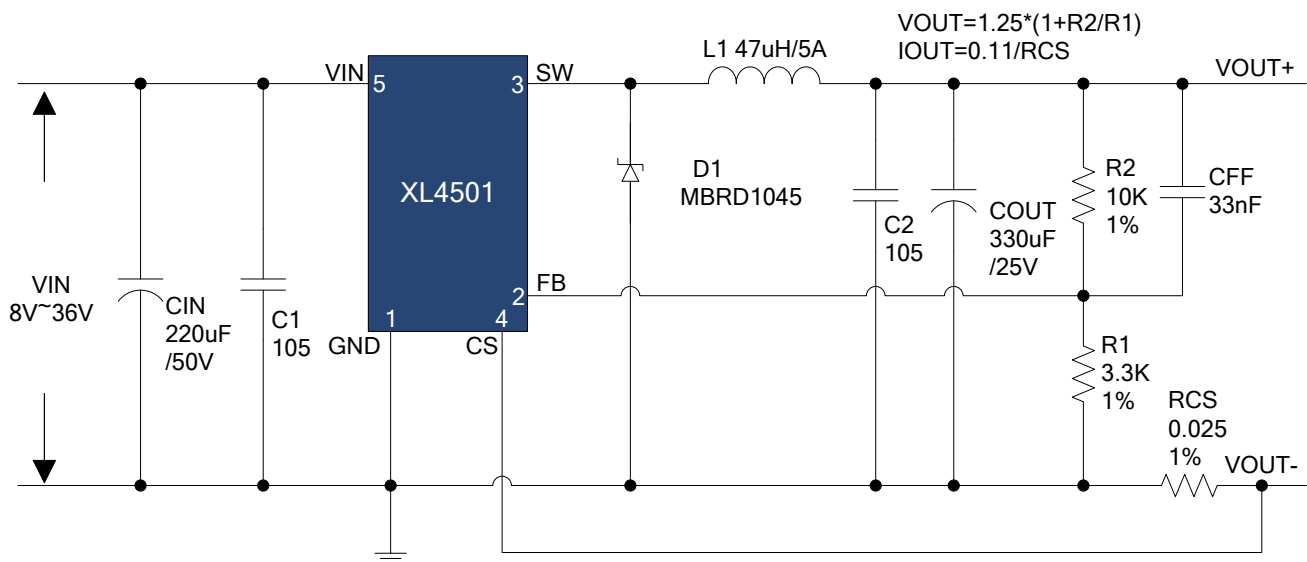 VOUT=1.25*(1+R2/R1)
IOUT=0.11/RCS
L1 47uH/5A
VOUT+
VIN
5
3
SW
XL4501
D1
MBRD1045
R2
10K
1%
CFF
33nF
C2
105
COUT
330uF
/25V
VIN
8V~36V
CIN
220uF
/50V
C1
105
2
FB
1
4
GND
CS
R1
3.3K
1%
RCS
0.025
1%
VOUT-